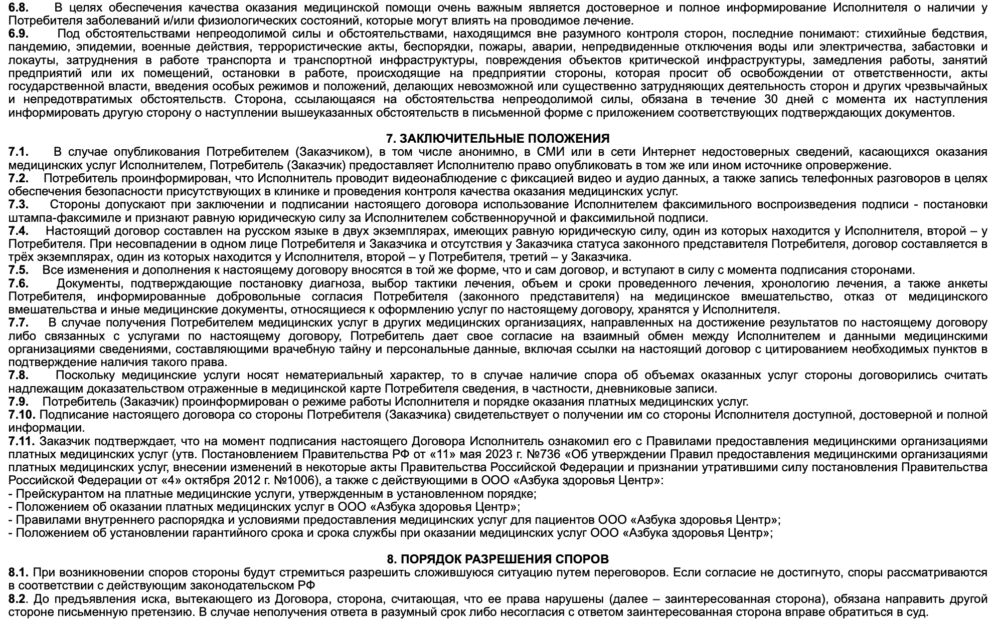 6.8. В целях обеспечения качества оказания медицинской помощи очень важным является достоверное и полное информирование Исполнителя о наличии у
Потребителя заболеваний и/или физиологических состояний, которые могут влиять на проводимое лечение.
6.9. Под обстоятельствами непреодолимой силы и обстоятельствами, находящимся вне разумного контроля сторон, последние понимают: стихийные бедствия,
пандемию, эпидемии, военные действия, террористические акты, беспорядки, пожары, аварии, непредвиденные отключения воды или электричества, забастовки и
локауты, затруднения в работе транспорта и транспортной инфраструктуры, повреждения объектов критической инфраструктуры, замедления работы, занятий
предприятий или их помещений, остановки в работе, происходящие на предприятии стороны, которая просит об освобождении от ответственности, акты
государственной власти, введения особых режимов и положений, делающих невозможной или существенно затрудняющих деятельность сторон и других чрезвычайных
и непредотвратимых обстоятельств. Сторона, ссылающаяся на обстоятельства непреодолимой силы, обязана в течение 30 дней с момента их наступления
информировать другую сторону о наступлении вышеуказанных обстоятельств в письменной форме с приложением соответствующих подтверждающих документов.
7. ЗАКЛЮЧИТЕЛЬНЫЕ ПОЛОЖЕНИЯ
7.1. В случае опубликования Потребителем (Заказчиком), в том числе анонимно, в СМИ или в сети Интернет недостоверных сведений, касающихся оказания
медицинских услуг Исполнителем, Потребитель (Заказчик) предоставляет Исполнителю право опубликовать в том же или ином источнике опровержение.
7.2. Потребитель проинформирован, что Исполнитель проводит видеонаблюдение с фиксацией видео и аудио данных, а также запись телефонных разговоров в целях
обеспечения безопасности присутствующих в клинике и проведения контроля качества оказания медицинских услуг.
7.3. Стороны допускают при заключении и подписании настоящего договора использование Исполнителем факсимильного воспроизведения подписи - постановки
штампа-факсимиле и признают равную юридическую силу за Исполнителем собственноручной и факсимильной подписи.
7.4. Настоящий договор составлен на русском языке в двух экземплярах, имеющих равную юридическую силу, один из которых находится у Исполнителя, второй – у
Потребителя. При несовпадении в одном лице Потребителя и Заказчика и отсутствия у Заказчика статуса законного представителя Потребителя, договор составляется в
трёх экземплярах, один из которых находится у Исполнителя, второй – у Потребителя, третий – у Заказчика.
7.5. Все изменения и дополнения к настоящему договору вносятся в той же форме, что и сам договор, и вступают в силу с момента подписания сторонами.
7.6. Документы, подтверждающие постановку диагноза, выбор тактики лечения, объем и сроки проведенного лечения, хронологию лечения, а также анкеты
Потребителя, информированные добровольные согласия Потребителя (законного представителя) на медицинское вмешательство, отказ от медицинского
вмешательства и иные медицинские документы, относящиеся к оформлению услуг по настоящему договору, хранятся у Исполнителя.
7.7. В случае получения Потребителем медицинских услуг в других медицинских организациях, направленных на достижение результатов по настоящему договору
либо связанных с услугами по настоящему договору, Потребитель дает свое согласие на взаимный обмен между Исполнителем и данными медицинскими
организациями сведениями, составляющими врачебную тайну и персональные данные, включая ссылки на настоящий договор с цитированием необходимых пунктов в
подтверждение наличия такого права.
7.8. Поскольку медицинские услуги носят нематериальный характер, то в случае наличие спора об объемах оказанных услуг стороны договорились считать
надлежащим доказательством отраженные в медицинской карте Потребителя сведения, в частности, дневниковые записи.
7.9. Потребитель (Заказчик) проинформирован о режиме работы Исполнителя и порядке оказания платных медицинских услуг.
7.10. Подписание настоящего договора со стороны Потребителя (Заказчика) свидетельствует о получении им со стороны Исполнителя доступной, достоверной и полной
информации.
7.11. Заказчик подтверждает, что на момент подписания настоящего Договора Исполнитель ознакомил его с Правилами предоставления медицинскими организациями
платных медицинских услуг (утв. Постановлением Правительства РФ от «11» мая 2023 г. №736 «Об утверждении Правил предоставления медицинскими организациями
платных медицинских услуг, внесении изменений в некоторые акты Правительства Российской Федерации и признании утратившими силу постановления Правительства
Российской Федерации от «4» октября 2012 г. №1006), а также с действующими в ООО «Азбука здоровья Центр»:
- Прейскурантом на платные медицинские услуги, утвержденным в установленном порядке;
- Положением об оказании платных медицинских услуг в ООО «Азбука здоровья Центр»;
- Правилами внутреннего распорядка и условиями предоставления медицинских услуг для пациентов ООО «Азбука здоровья Центр»;
- Положением об установлении гарантийного срока и срока службы при оказании медицинских услуг ООО «Азбука здоровья Центр»;
8. ПОРЯДОК РАЗРЕШЕНИЯ СПОРОВ
8.1. При возникновении споров стороны будут стремиться разрешить сложившуюся ситуацию путем переговоров. Если согласие не достигнуто, споры рассматриваются
в соответствии с действующим законодательском РФ
8.2. До предъявления иска, вытекающего из Договора, сторона, считающая, что ее права нарушены (далее – заинтересованная сторона), обязана направить другой
стороне письменную претензию. В случае неполучения ответа в разумный срок либо несогласия с ответом заинтересованная сторона вправе обратиться в суд.